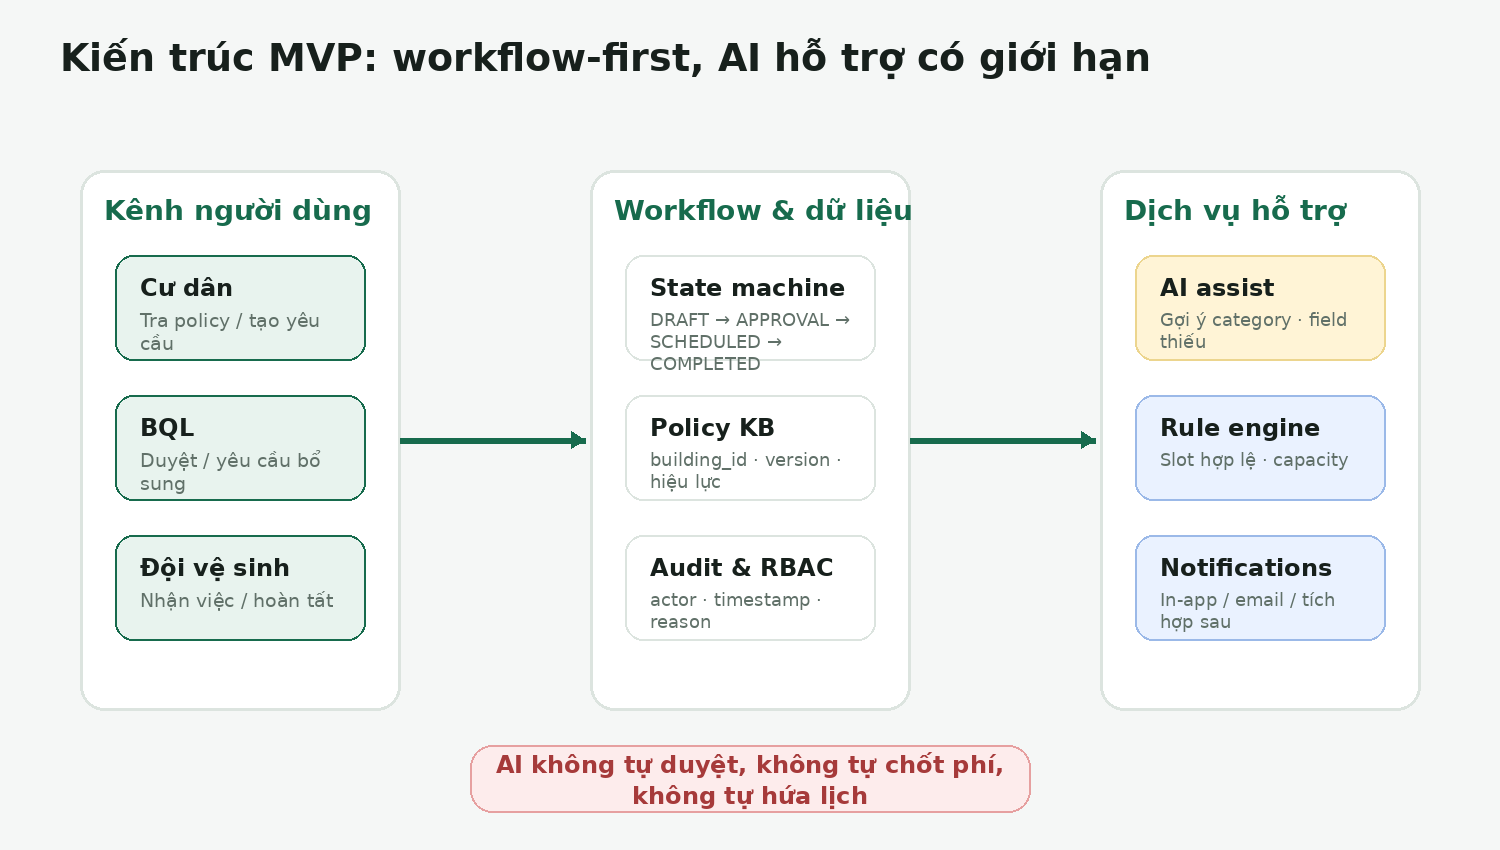 Kiến trúc MVP: workflow-first, AI hỗ trợ có giới hạn
Kênh người dùng
Cư dân
Tra policy / tạo yêu
cầu
BQL
Duyệt / yêu cầu bổ
sung
Đội vệ sinh
Nhận việc / hoàn tất
Workflow & dữ liệu
State machine
DRAFT → APPROVAL →
SCHEDULED →
COMPLETED
Policy KB
building_id · version ·
hiệu lực
Audit & RBAC
actor · timestamp ·
reason
Dịch vụ hỗ trợ
AI assist
Gợi ý category · field
thiếu
Rule engine
Slot hợp lệ · capacity
Notifications
In-app / email / tích
hợp sau
AI không tự duyệt, không tự chốt phí,
không tự hứa lịch